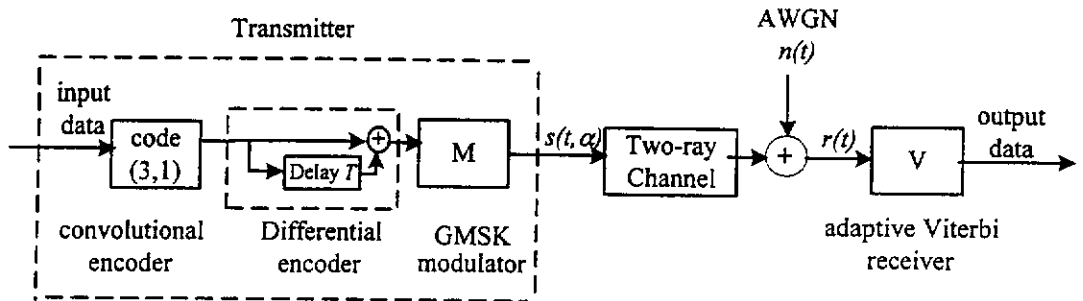 Transmitter
AWGN
n(t)
input
data
code
(3,1)
+
Delay T
M
s(t, α)
Two-ray
Channel
+
r(t)
V
output
data
convolutional
encoder
Differential
encoder
GMSK
modulator
adaptive Viterbi
receiver